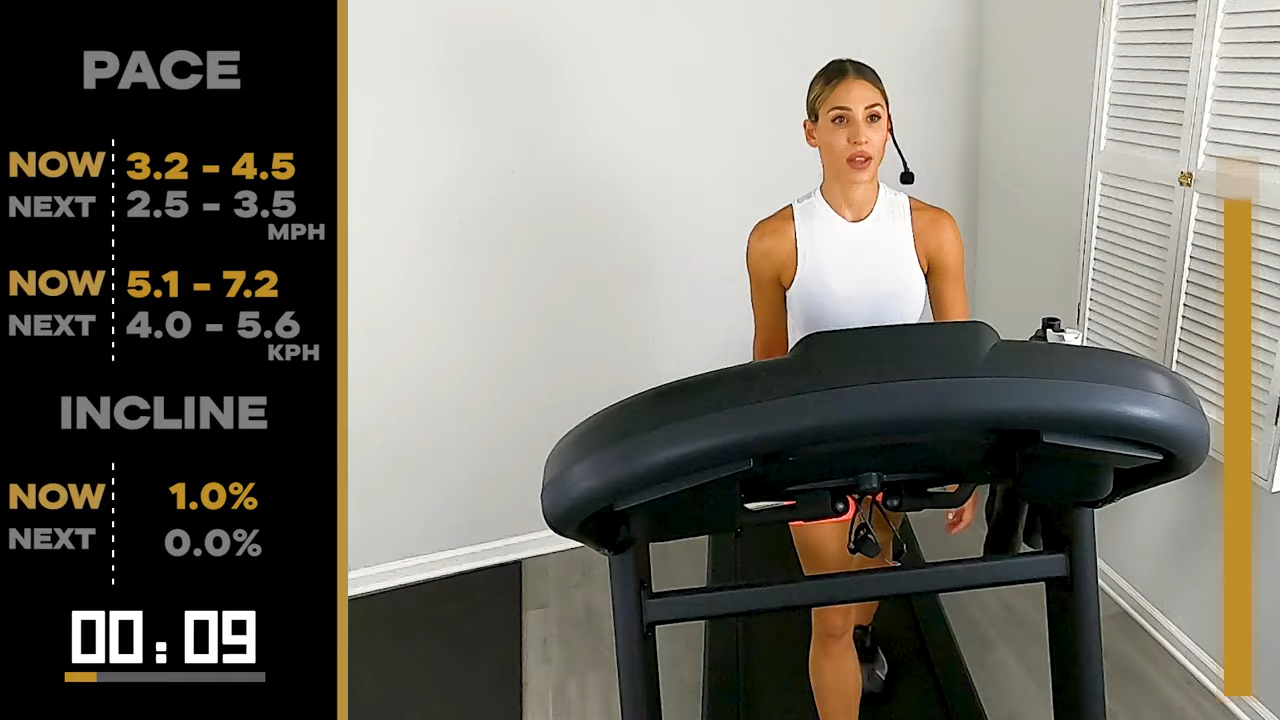 PACE
NOW 3.2 - 4.5
NEXT 2.5 - 3.5
MPH
NOW 5.1 - 7.2
NEXT 4.0 - 5.6
KPH
INCLINE
NOW 1.0%
NEXT 0.0%
00:09